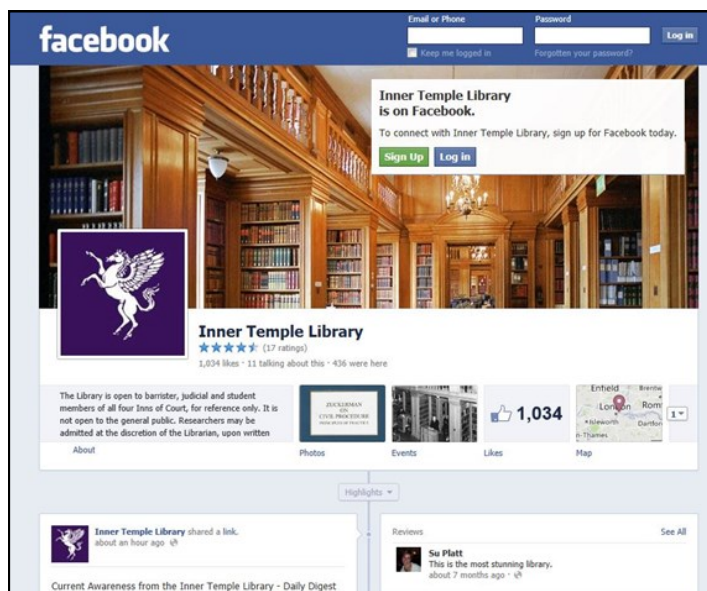 facebook
Email or Phone
Password
Log in
Keep me logged in
Forgotten your password?
Inner Temple Library
is on Facebook.
To connect with Inner Temple Library, sign up for Facebook today.
Sign Up
Log in
Inner Temple Library
(17 ratings)
1,034 likes · 11 talking about this · 436 were here
The Library is open to barrister, judicial and student
members of all four Inns of Court, for reference only. It is
not open to the general public. Researchers may be
admitted at the discretion of the Librarian, upon written
About
ZUCKERMAN
ON
CIVIL PROCEDURE
PRINCIPLES OF PRACTICE
Photos
Events
1,034
Likes
Enfield
London
Isleworth
Map
1
Highlights
Inner Temple Library shared a link.
about an hour ago
Current Awareness from the Inner Temple Library - Daily Digest
Reviews
See All
Su Platt
This is the most stunning library.
about 7 months ago